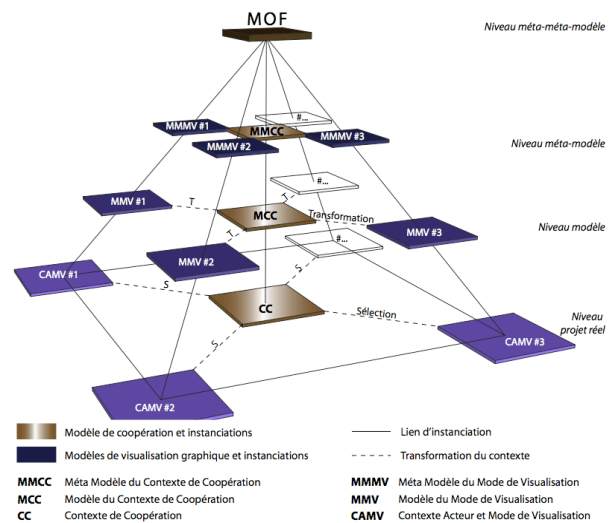 MOF
Niveau méta-méta-modèle
#...
MMMV #1
MMCC
MMMV #3
MMMV #2
Niveau méta-modèle
#...
MMV #1
T
T
MCC
Transformation
Niveau modèle
T
#...
MMV #3
MMV #2
CAMV #1
S
S
CC
Sélection
Niveau
projet réel
S
CAMV #3
CAMV #2
Modèle de coopération et instanciations
Lien d'instanciation
Modèles de visualisation graphique et instanciations
Transformation du contexte
MMCC Méta Modèle du Contexte de Coopération
MMMV Méta Modèle du Mode de Visualisation
MCC Modèle du Contexte de Coopération
MMV Modèle du Mode de Visualisation
CC Contexte de Coopération
CAMV Contexte Acteur et Mode de Visualisation